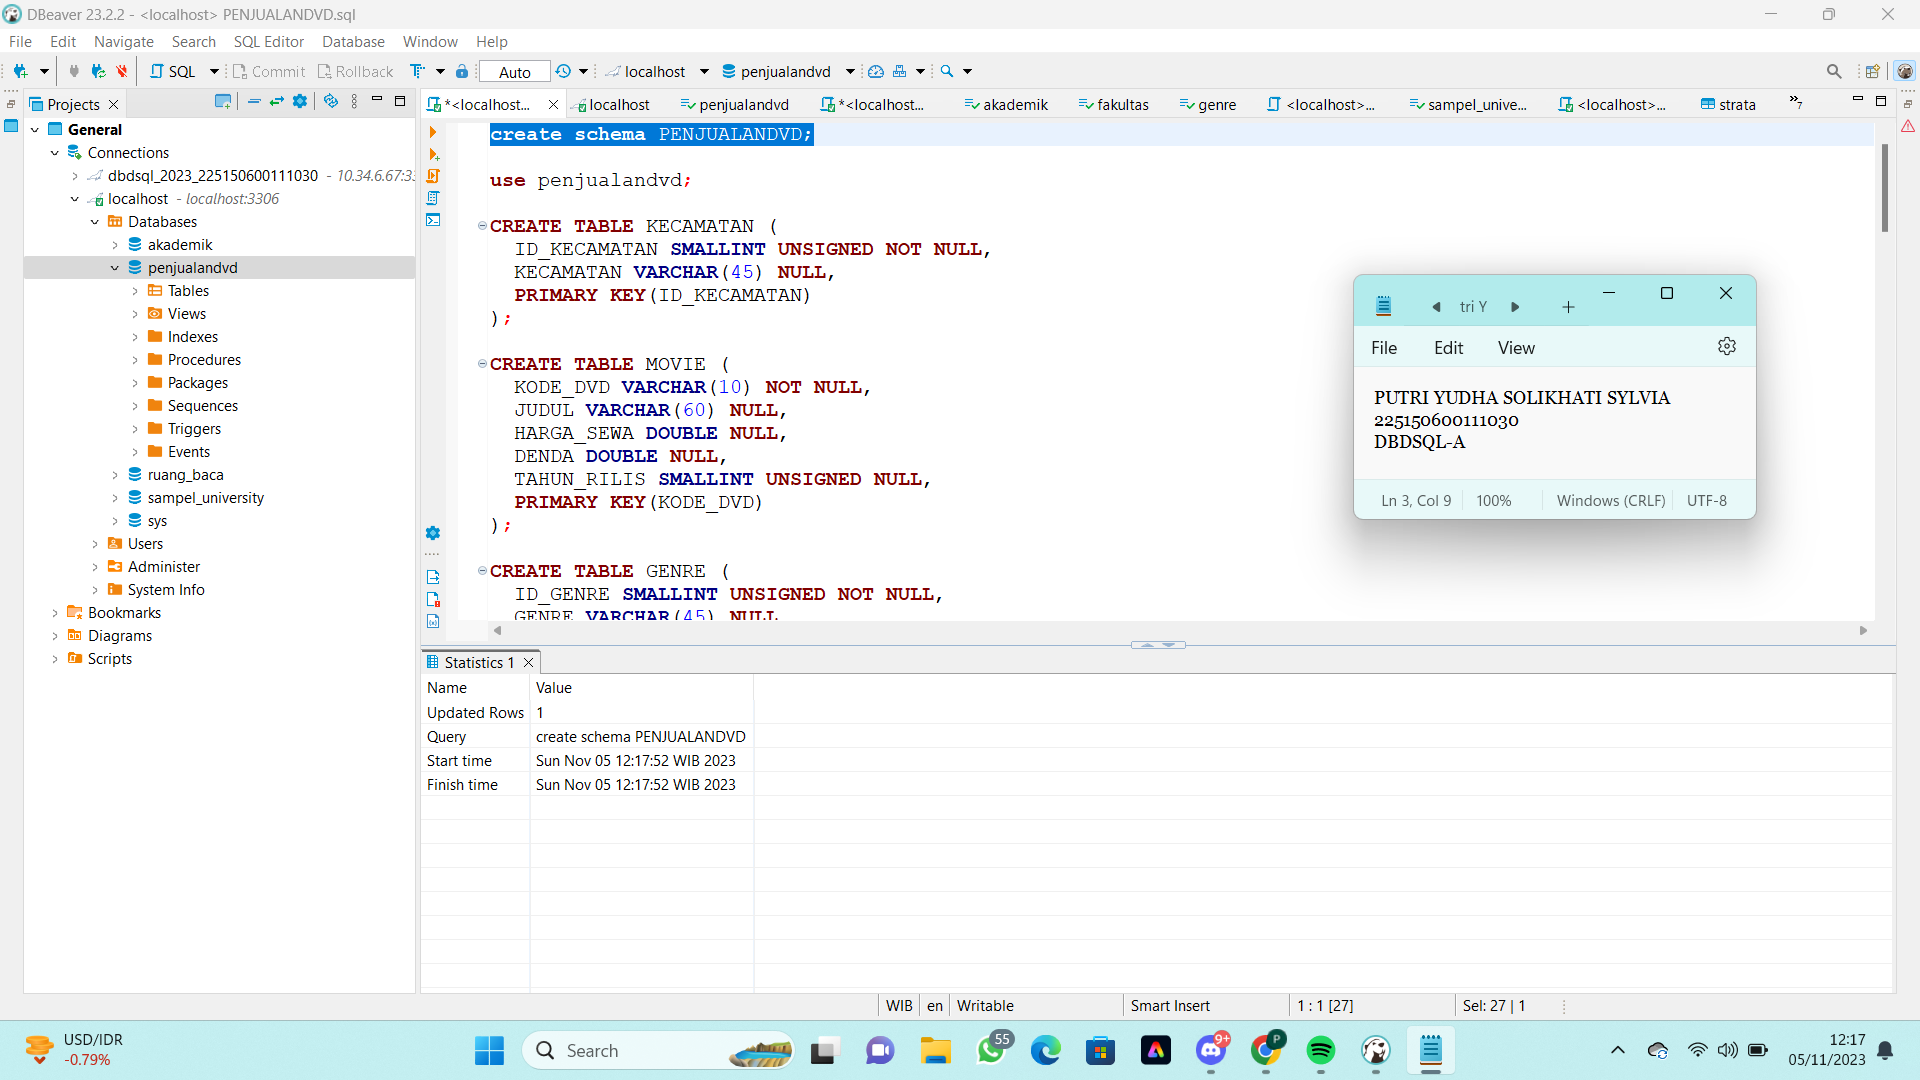 DBeaver 23.2.2 - <localhost> PENJUALANDVD.sql
File Edit Navigate Search SQL Editor Database Window Help
SQL Commit Rollback Auto localhost penjualandvd
Projects
*<localhost... localhost penjualandvd *<localhost... akademik fakultas genre <localhost>... sampel_unive... <localhost>... strata »7
General
Connections
dbdsql_2023_225150600111030 - 10.34.6.67:33
localhost - localhost:3306
Databases
akademik
penjualandvd
Tables
Views
Indexes
Procedures
Packages
Sequences
Triggers
Events
ruang_baca
sampel_university
sys
Users
Administer
System Info
Bookmarks
Diagrams
Scripts
create schema PENJUALANDVD;
use penjualandvd;
CREATE TABLE KECAMATAN (
ID_KECAMATAN SMALLINT UNSIGNED NOT NULL,
KECAMATAN VARCHAR(45) NULL,
PRIMARY KEY(ID_KECAMATAN)
);
CREATE TABLE MOVIE (
KODE_DVD VARCHAR(10) NOT NULL,
JUDUL VARCHAR(60) NULL,
HARGA_SEWA DOUBLE NULL,
DENDA DOUBLE NULL,
TAHUN_RILIS SMALLINT UNSIGNED NULL,
PRIMARY KEY(KODE_DVD)
);
CREATE TABLE GENRE (
ID_GENRE SMALLINT UNSIGNED NOT NULL,
GENRE VARCHAR(45) NULL
tri Y
File Edit View
PUTRI YUDHA SOLIKHATI SYLVIA
225150600111030
DBDSQL-A
Ln 3, Col 9 100% Windows (CRLF) UTF-8
Statistics 1
Name Value
Updated Rows 1
Query create schema PENJUALANDVD
Start time Sun Nov 05 12:17:52 WIB 2023
Finish time Sun Nov 05 12:17:52 WIB 2023
WIB en Writable Smart Insert 1 : 1 [27] Sel: 27 | 1
USD/IDR
-0.79%
Search
55
9+
P
12:17
05/11/2023